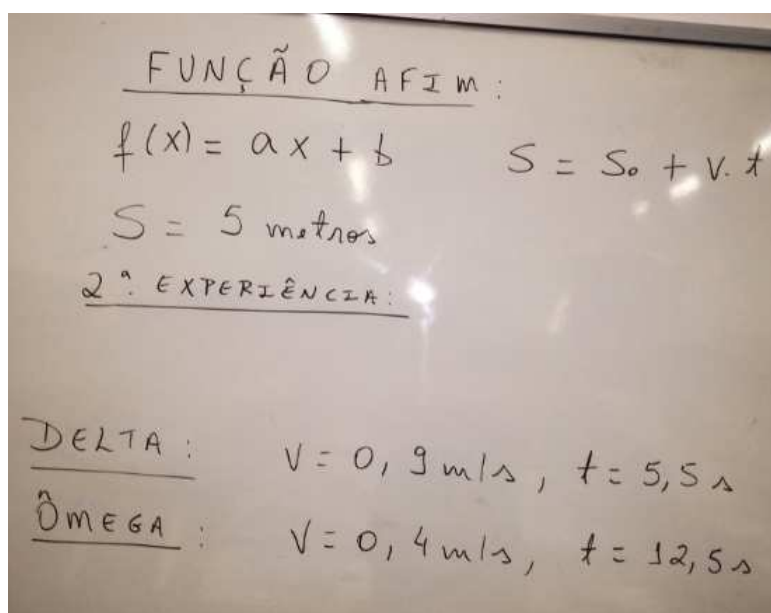 FUNÇÃO AFIM:
f(x) = ax + b
S = S₀ + v.t
S = 5 metros
2ª EXPERIÊNCIA:
DELTA: V = 0,9 m/s, t = 5,5 s
ÔMEGA: V = 0,4 m/s, t = 12,5 s